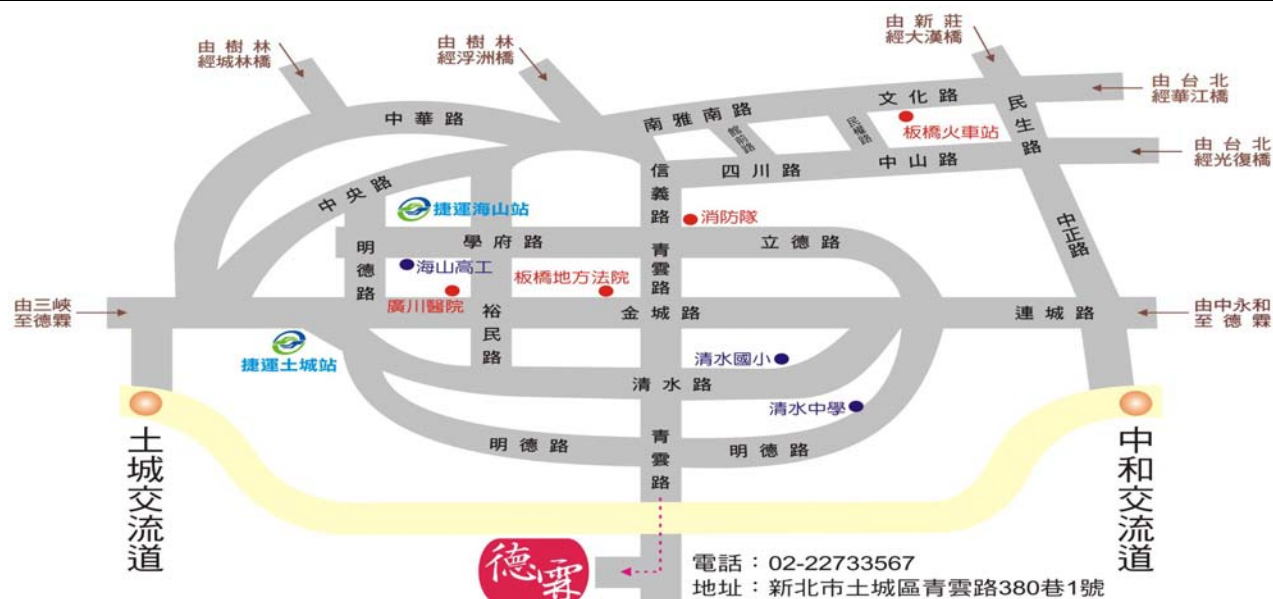 由新莊
經大漢橋
由樹林
經城林橋
由樹林
經浮洲橋
由台北
經華江橋
由台北
經光復橋
中華路
南雅南路
文化路
民生路
館前路
民權路
板橋火車站
四川路
中山路
信義路
中央路
捷運海山站
消防隊
明德路
學府路
青雲路
立德路
中正路
海山高工
廣川醫院
板橋地方法院
由三峽
至德霖
裕民路
金城路
連城路
由中永和
至德霖
捷運土城站
清水國小
清水路
清水中學
明德路
青雲路
明德路
土城交流道
中和交流道
德霖
電話：02-22733567
地址：新北市土城區青雲路380巷1號